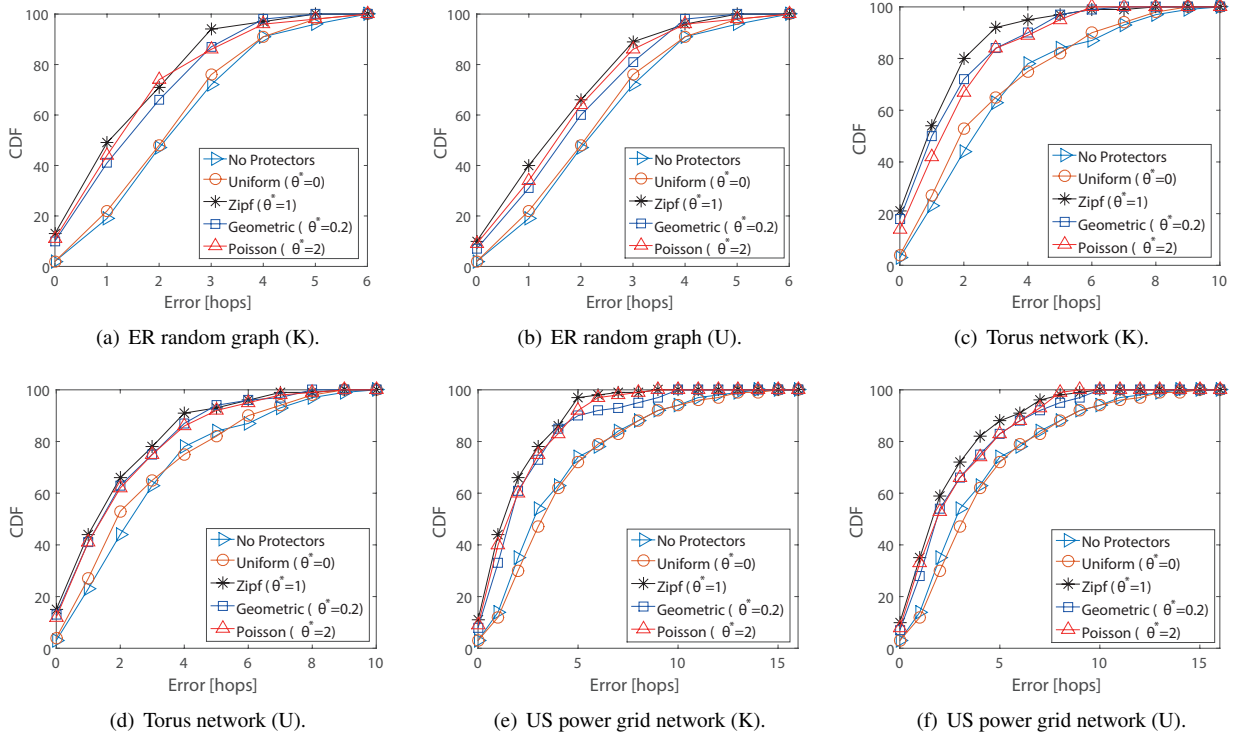 CDF
100
80
60
40
20
0
No Protectors
Uniform (θ*=0)
Zipf (θ*=1)
Geometric ( θ*=0.2)
Poisson ( θ*=2)
0 1 2 3 4 5 6
Error [hops]
(a) ER random graph (K).
CDF
100
80
60
40
20
0
No Protectors
Uniform (θ*=0)
Zipf (θ*=1)
Geometric ( θ*=0.2)
Poisson ( θ*=2)
0 1 2 3 4 5 6
Error [hops]
(b) ER random graph (U).
CDF
100
80
60
40
20
0
No Protectors
Uniform (θ*=0)
Zipf (θ*=1)
Geometric ( θ*=0.2)
Poisson ( θ*=2)
0 2 4 6 8 10
Error [hops]
(c) Torus network (K).
CDF
100
80
60
40
20
0
No Protectors
Uniform (θ*=0)
Zipf (θ*=1)
Geometric ( θ*=0.2)
Poisson ( θ*=2)
0 2 4 6 8 10
Error [hops]
(d) Torus network (U).
CDF
100
80
60
40
20
0
No Protectors
Uniform (θ*=0)
Zipf (θ*=1)
Geometric ( θ*=0.2)
Poisson ( θ*=2)
0 5 10 15
Error [hops]
(e) US power grid network (K).
CDF
100
80
60
40
20
0
No Protectors
Uniform (θ*=0)
Zipf (θ*=1)
Geometric ( θ*=0.2)
Poisson ( θ*=2)
0 5 10 15
Error [hops]
(f) US power grid network (U).